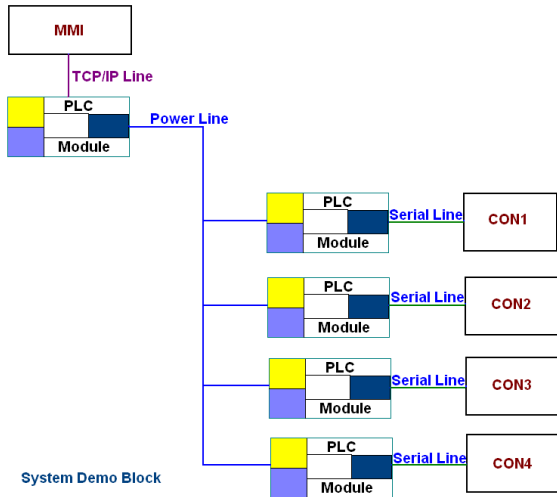 MMI
TCP/IP Line
PLC
Module
Power Line
PLC
Module
Serial Line
CON1
PLC
Module
Serial Line
CON2
PLC
Module
Serial Line
CON3
PLC
Module
Serial Line
CON4
System Demo Block